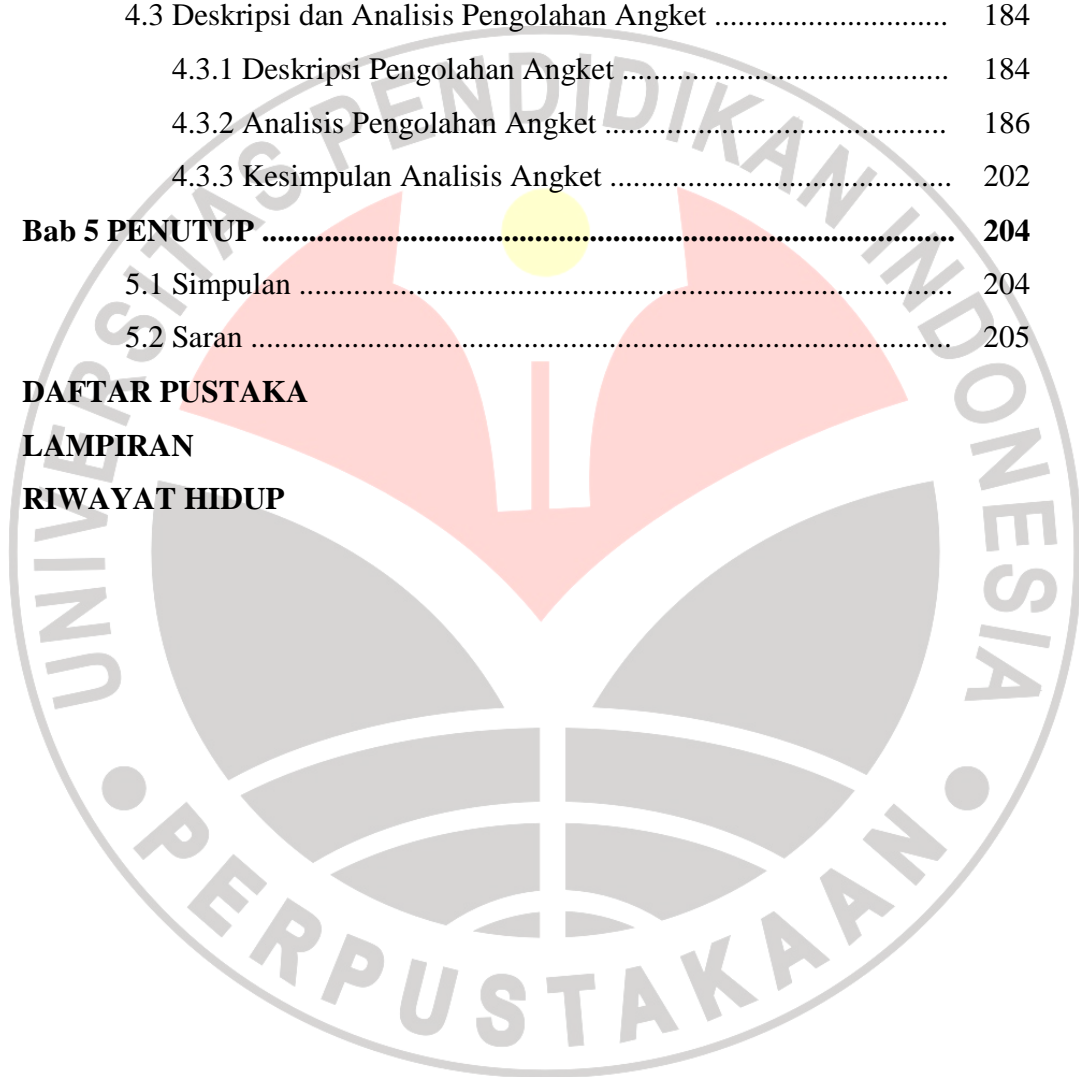 4.3 Deskripsi dan Analisis Pengolahan Angket .............................. 184
4.3.1 Deskripsi Pengolahan Angket .......................................... 184
4.3.2 Analisis Pengolahan Angket ............................................ 186
4.3.3 Kesimpulan Analisis Angket ............................................ 202
Bab 5 PENUTUP ......................................................................................... 204
5.1 Simpulan .................................................................................... 204
5.2 Saran .......................................................................................... 205
DAFTAR PUSTAKA
LAMPIRAN
RIWAYAT HIDUP
UNIVERSITAS PENDIDIKAN INDONESIA
PERPUSTAKAAN